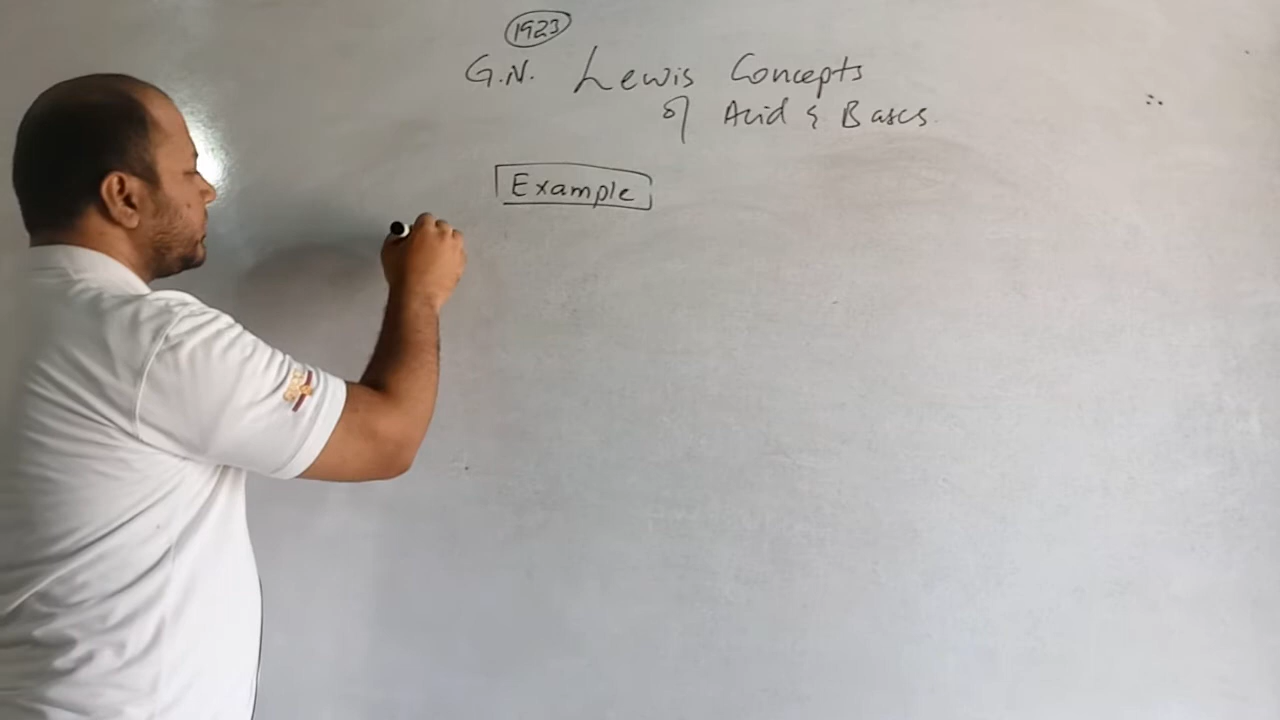 1923
G.N. Lewis Concepts
of Acid & Bases
Example